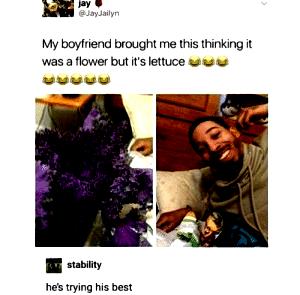 jay
@JayJailyn
My boyfriend brought me this thinking it
was a flower but it's lettuce 😂😂😂
😂😂😂😂😂
stability
he's trying his best